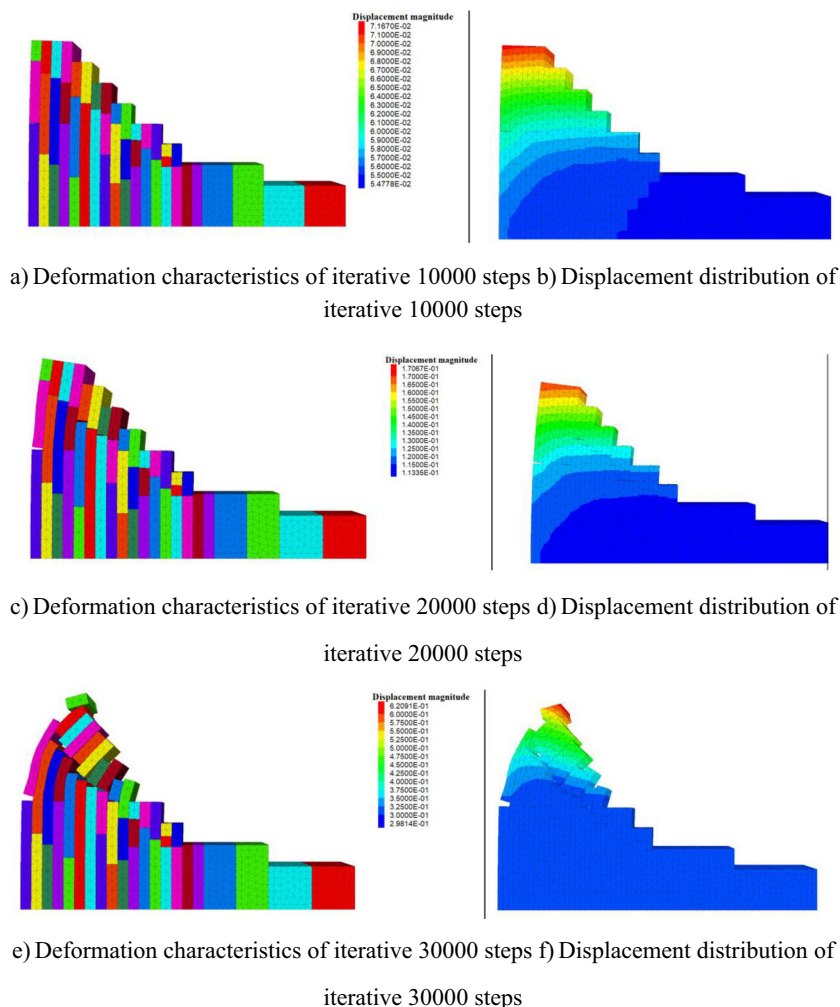 Displacement magnitude
7.1670E-02
7.1000E-02
7.0000E-02
6.9000E-02
6.8000E-02
6.7000E-02
6.6000E-02
6.5000E-02
6.4000E-02
6.3000E-02
6.2000E-02
6.1000E-02
6.0000E-02
5.9000E-02
5.8000E-02
5.7000E-02
5.6000E-02
5.5000E-02
5.4778E-02
a) Deformation characteristics of iterative 10000 steps b) Displacement distribution of
iterative 10000 steps
Displacement magnitude
1.7067E-01
1.7000E-01
1.6500E-01
1.6000E-01
1.5500E-01
1.5000E-01
1.4500E-01
1.4000E-01
1.3500E-01
1.3000E-01
1.2500E-01
1.2000E-01
1.1500E-01
1.1335E-01
c) Deformation characteristics of iterative 20000 steps d) Displacement distribution of
iterative 20000 steps
Displacement magnitude
6.2091E-01
6.0000E-01
5.7500E-01
5.5000E-01
5.2500E-01
5.0000E-01
4.7500E-01
4.5000E-01
4.2500E-01
4.0000E-01
3.7500E-01
3.5000E-01
3.2500E-01
3.0000E-01
2.9814E-01
e) Deformation characteristics of iterative 30000 steps f) Displacement distribution of
iterative 30000 steps